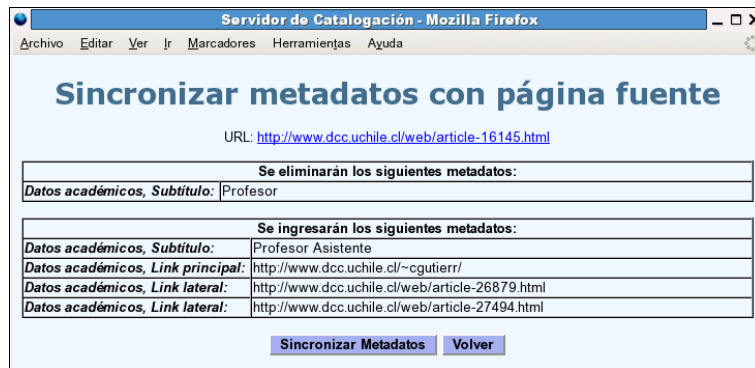 Servidor de Catalogación - Mozilla Firefox
Archivo Editar Ver Ir Marcadores Herramientas Ayuda
Sincronizar metadatos con página fuente
URL: http://www.dcc.uchile.cl/web/article-16145.html
Se eliminarán los siguientes metadatos:
Datos académicos, Subtítulo: Profesor
Se ingresarán los siguientes metadatos:
Datos académicos, Subtítulo: Profesor Asistente
Datos académicos, Link principal: http://www.dcc.uchile.cl/~cgutierr/
Datos académicos, Link lateral: http://www.dcc.uchile.cl/web/article-26879.html
Datos académicos, Link lateral: http://www.dcc.uchile.cl/web/article-27494.html
Sincronizar Metadatos Volver